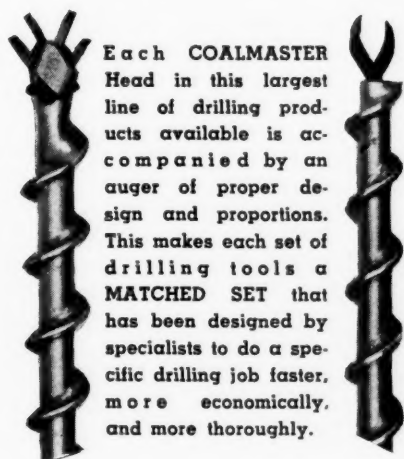 Each COALMASTER
Head in this largest
line of drilling prod-
ucts available is ac-
companied by an
auger of proper de-
sign and proportions.
This makes each set of
drilling tools a
MATCHED SET that
has been designed by
specialists to do a spe-
cific drilling job faster,
more economically,
and more thoroughly.